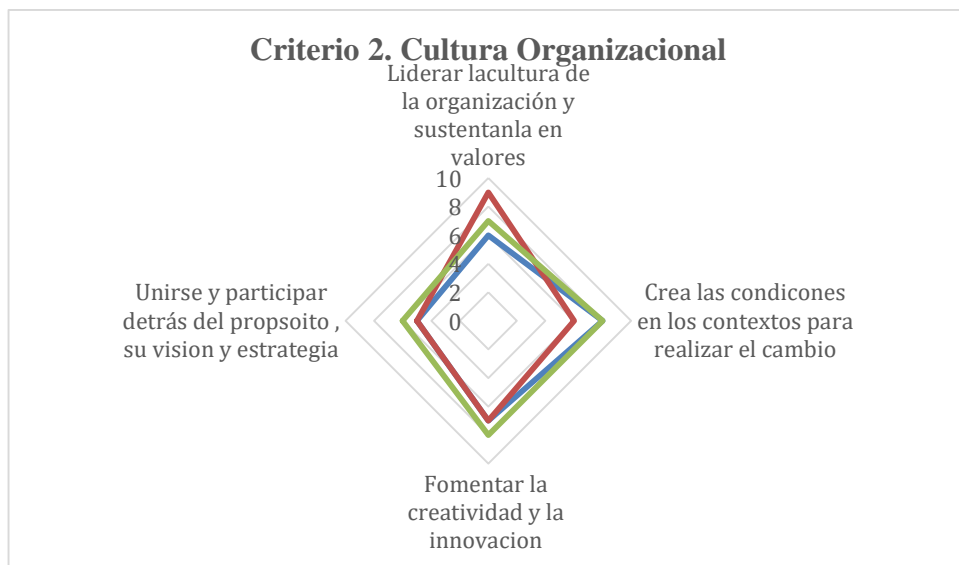 Criterio 2. Cultura Organizacional
Liderar lacultura de
la organización y
sustentanla en
valores
10
8
6
4
2
0
Unirse y participar
detrás del propsoito ,
su vision y estrategia
Crea las condicones
en los contextos para
realizar el cambio
Fomentar la
creatividad y la
innovacion